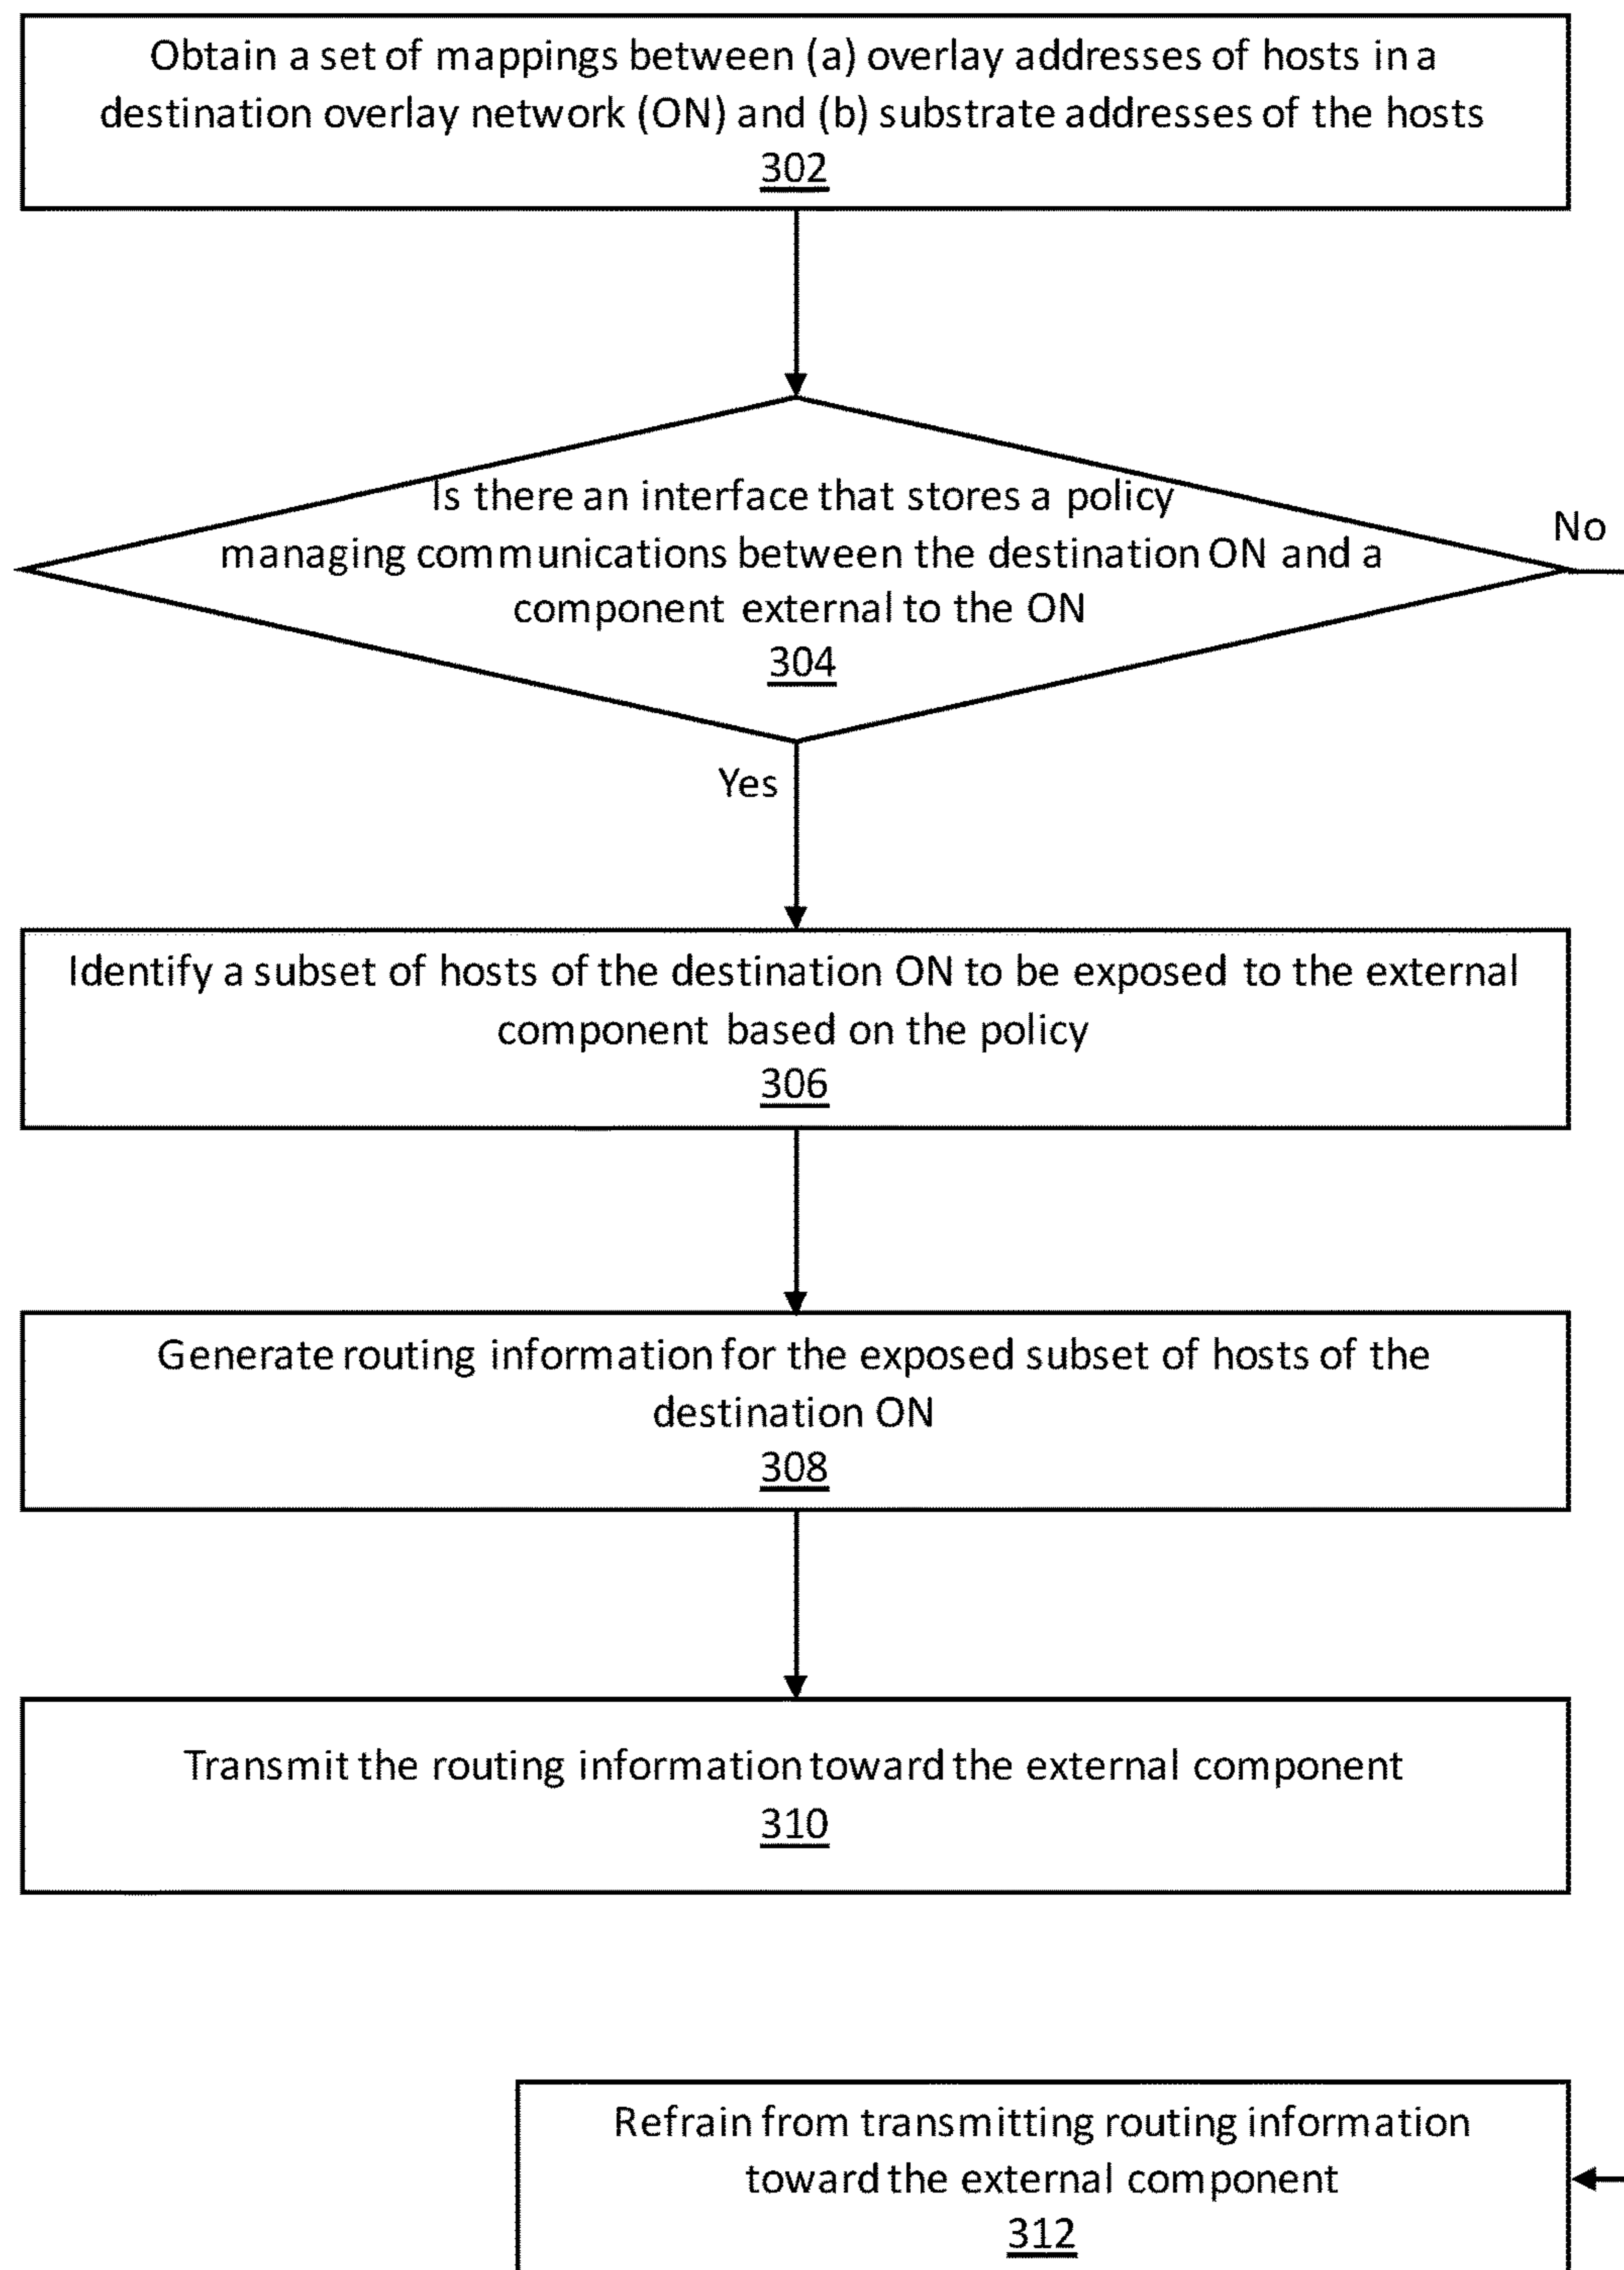 Obtain a set of mappings between (a) overlay addresses of hosts in a
destination overlay network (ON) and (b) substrate addresses of the hosts
302
Is there an interface that stores a policy
managing communications between the destination ON and a
component external to the ON
304
No
Yes
Identify a subset of hosts of the destination ON to be exposed to the external
component based on the policy
306
Generate routing information for the exposed subset of hosts of the
destination ON
308
Transmit the routing information toward the external component
310
Refrain from transmitting routing information
toward the external component
312